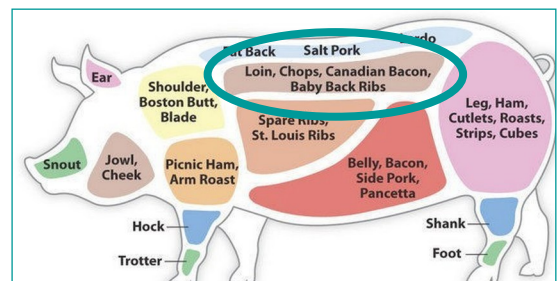 Fat Back
Salt Pork
Ear
Loin, Chops, Canadian Bacon,
Baby Back Ribs
Shoulder,
Boston Butt,
Blade
Spare Ribs,
St. Louis Ribs
Leg, Ham,
Cutlets, Roasts,
Strips, Cubes
Snout
Jowl,
Cheek
Picnic Ham,
Arm Roast
Belly, Bacon,
Side Pork,
Pancetta
Hock
Shank
Trotter
Foot